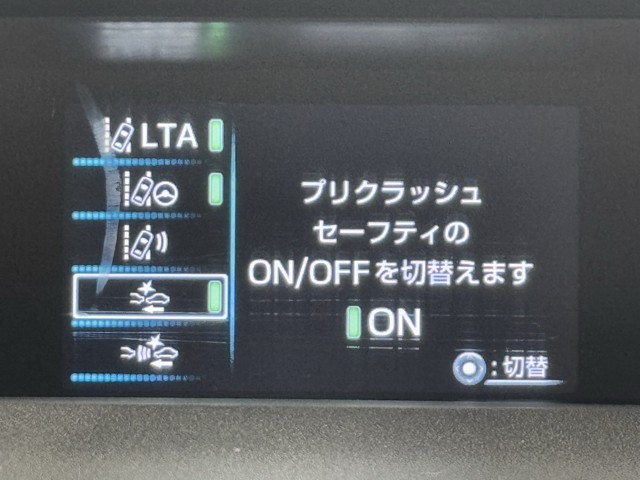 LTA
プリクラッシュ
セーフティの
ON/OFFを切替えます
ON
:切替